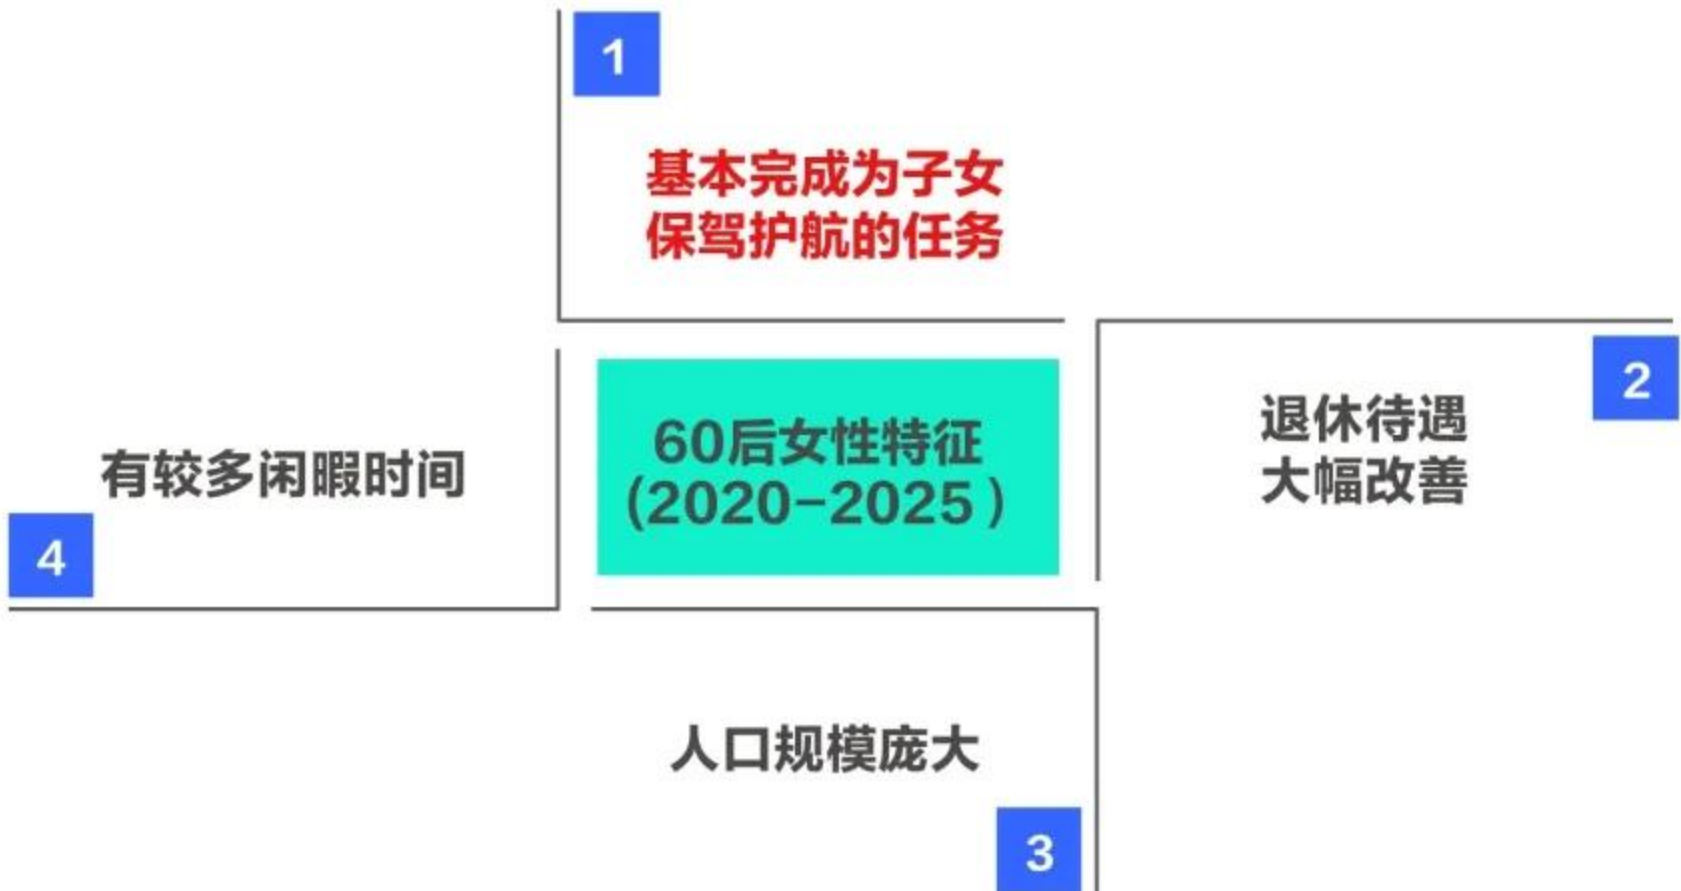 1
基本完成为子女
保驾护航的任务
2
退休待遇
大幅改善
60后女性特征
(2020-2025)
有较多闲暇时间
4
人口规模庞大
3